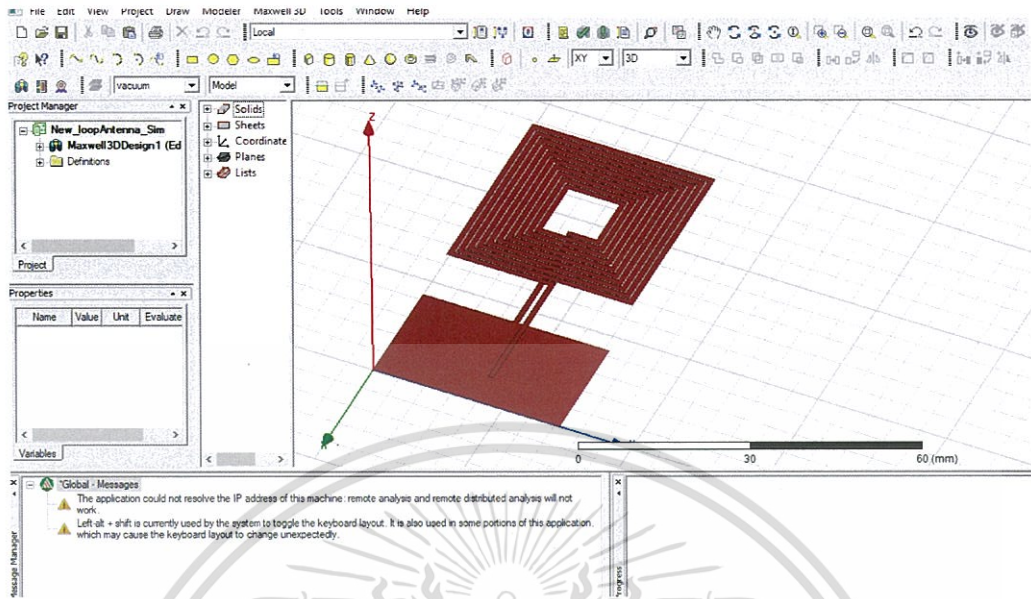 File Edit View Project Draw Modeler Maxwell 3D Tools Window Help
Local
XY 3D
vacuum Model
Project Manager
New_loopAntenna_Sim
Maxwell3DDesign1 (Ed
Definitions
Project
Solids
Sheets
Coordinate
Planes
Lists
Properties
Name Value Unit Evaluate
Variables
Z
0 30 60 (mm)
Message Manager
*Global - Messages
The application could not resolve the IP address of this machine: remote analysis and remote distributed analysis will not
work.
Left-alt + shift is currently used by the system to toggle the keyboard layout. It is also used in some portions of this application,
which may cause the keyboard layout to change unexpectedly.
Progress